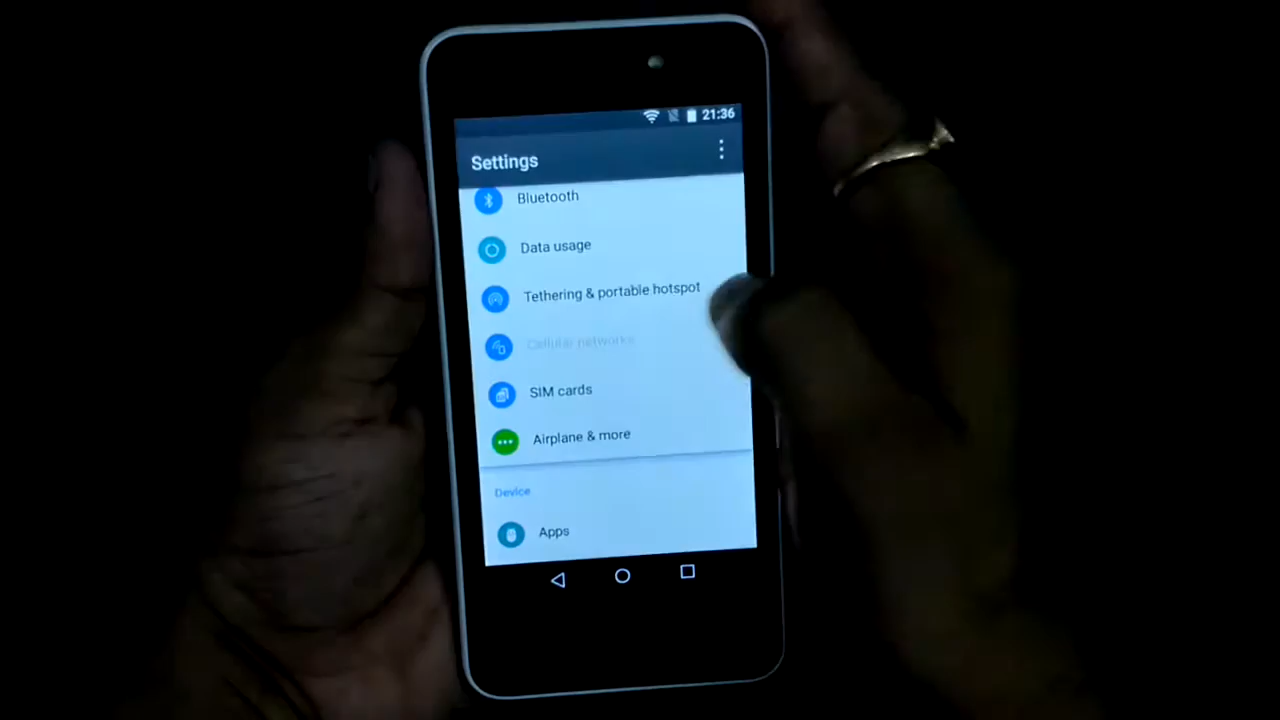 21:36
Settings
Bluetooth
Data usage
Tethering & portable hotspot
Cellular networks
SIM cards
Airplane & more
Device
Apps